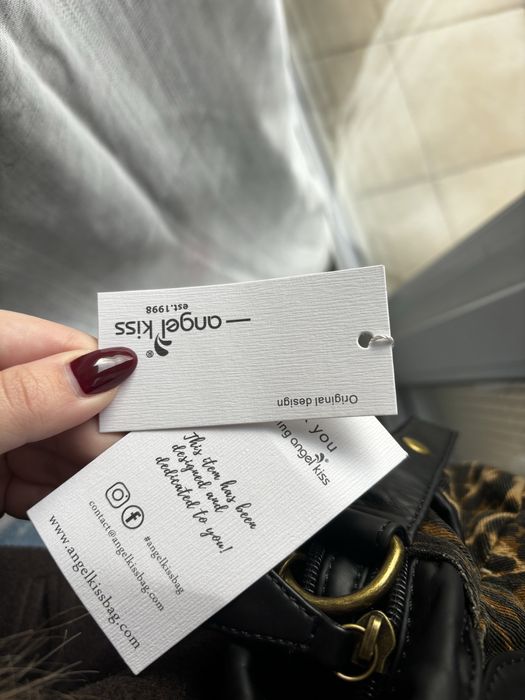 angel kiss®
est.1998
Original design
you
ing angel kiss
This item has been
designed and
dedicated to you!
#angelkissbag
contact@angelkissbag.com
www.angelkissbag.com